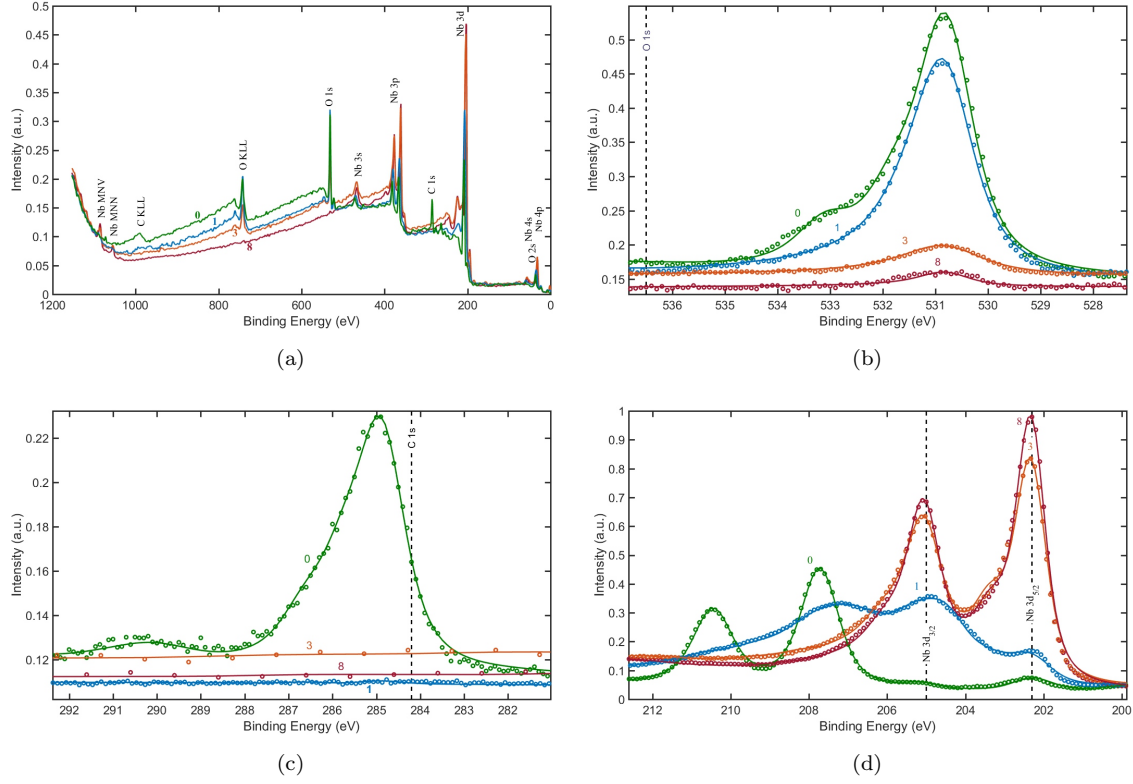 0.5
0.45
0.4
0.35
0.3
0.25
0.2
0.15
0.1
0.05
0
Intensity (a.u.)
Nb MNV
Nb MNN
C KLL
O KLL
O 1s
Nb 3s
Nb 3p
C 1s
Nb 3d
O 2s
Nb 4s
Nb 4p
0
1
3
8
1200 1000 800 600 400 200 0
Binding Energy (eV)
(a)
0.5
0.45
0.4
0.35
0.3
0.25
0.2
0.15
Intensity (a.u.)
O 1s
0
1
3
8
536 535 534 533 532 531 530 529 528
Binding Energy (eV)
(b)
0.22
0.2
0.18
0.16
0.14
0.12
Intensity (a.u.)
C 1s
0
3
8
1
292 291 290 289 288 287 286 285 284 283 282
Binding Energy (eV)
(c)
1
0.9
0.8
0.7
0.6
0.5
0.4
0.3
0.2
0.1
0
Intensity (a.u.)
8
3
0
1
Nb 3d3/2
Nb 3d5/2
212 210 208 206 204 202 200
Binding Energy (eV)
(d)